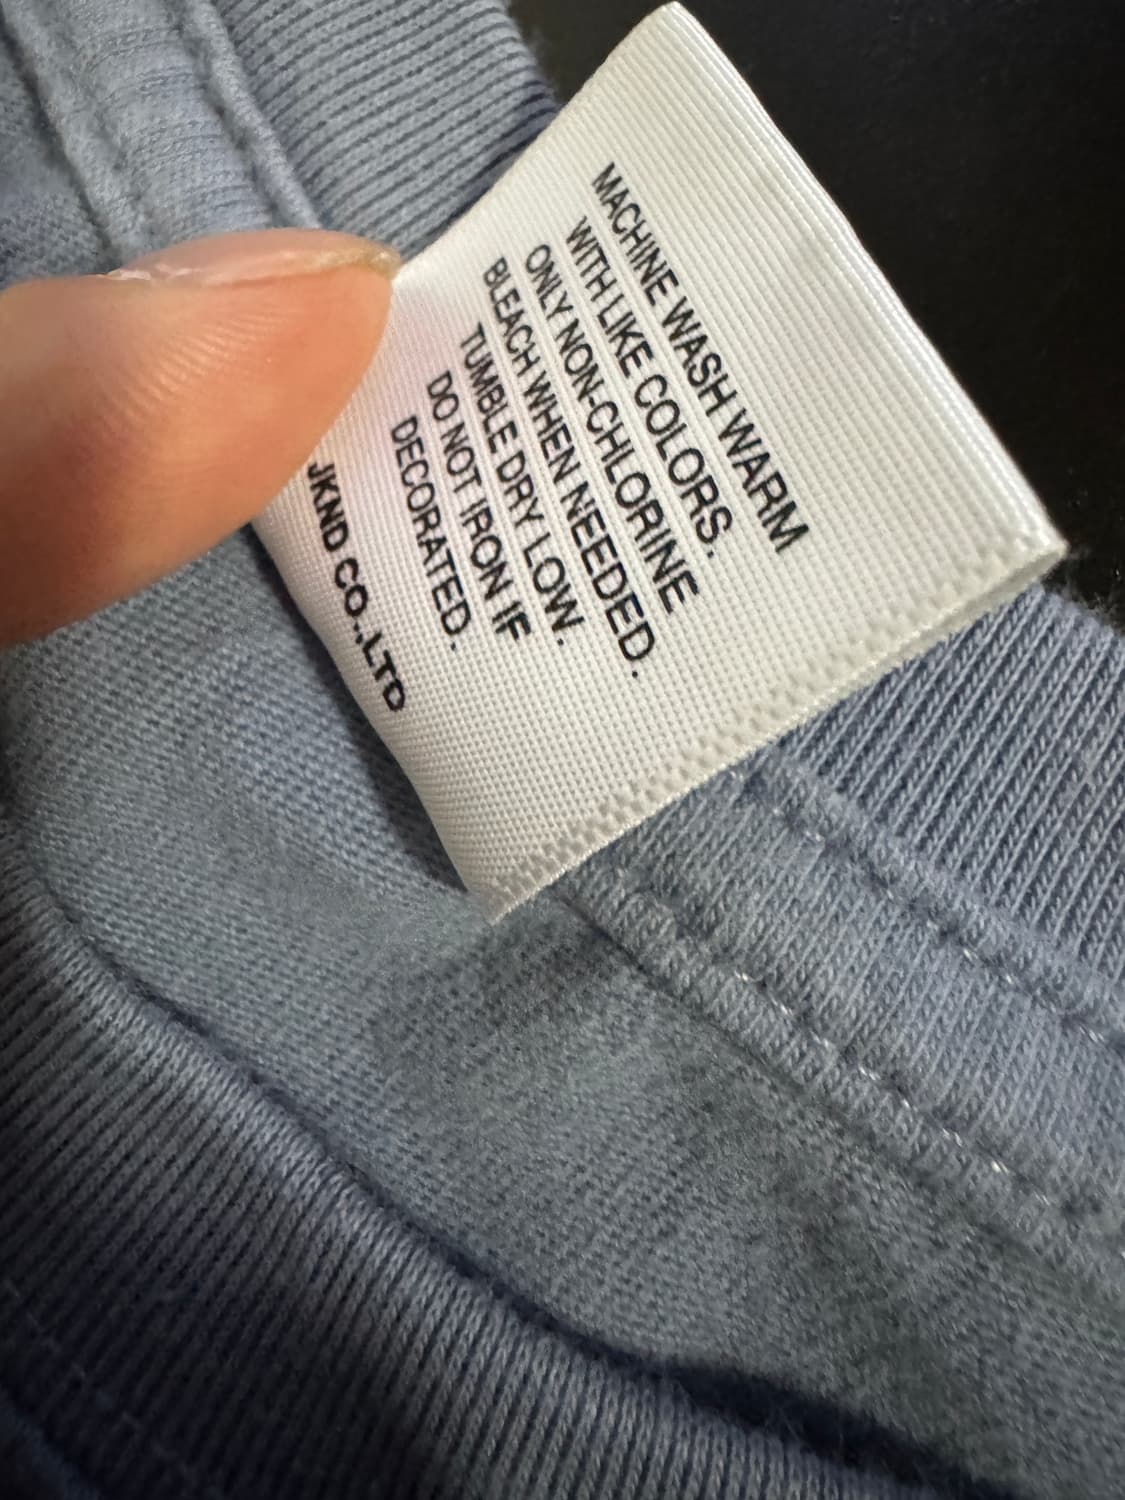 MACHINE WASH WARM
WITH LIKE COLORS.
ONLY NON-CHLORINE
BLEACH WHEN NEEDED.
TUMBLE DRY LOW.
DO NOT IRON IF
DECORATED.
JKND CO.,LTD